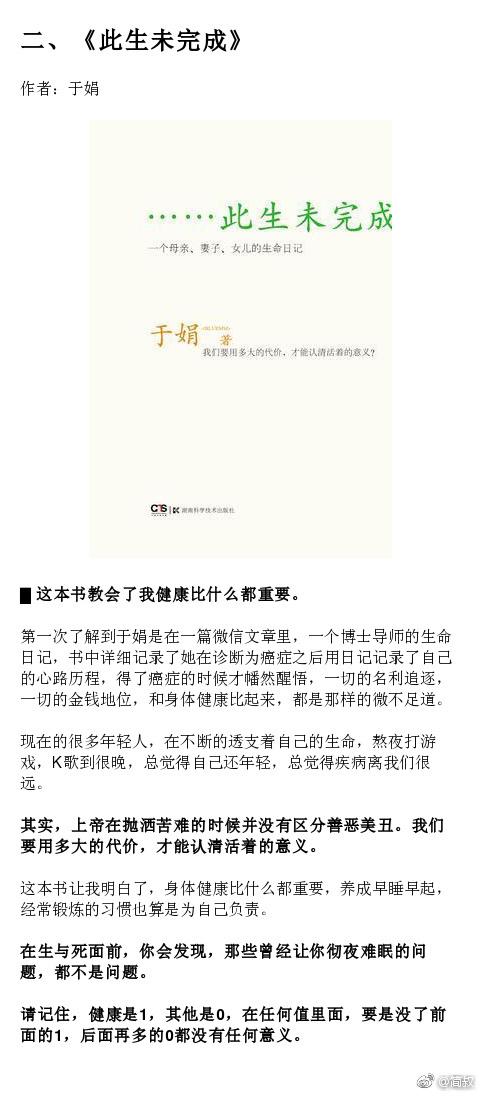 二、《此生未完成》
作者：于娟
……此生未完成
一个母亲、妻子、女儿的生命日记
于娟
著
我们要用多大的代价，才能认清活着的意义？
湖南科学技术出版社
这本书教会了我健康比什么都重要。
第一次了解到于娟是在一篇微信文章里，一个博士导师的生命
日记，书中详细记录了她在诊断为癌症之后用日记记录了自己
的心路历程，得了癌症的时候才幡然醒悟，一切的名利追逐，
一切的金钱地位，和身体健康比起来，都是那样的微不足道。
现在的很多年轻人，在不断的透支着自己的生命，熬夜打游
戏，K歌到很晚，总觉得自己还年轻，总觉得疾病离我们很
远。
其实，上帝在抛洒苦难的时候并没有区分善恶美丑。我们
要用多大的代价，才能认清活着的意义。
这本书让我明白了，身体健康比什么都重要，养成早睡早起，
经常锻炼的习惯也算是为自己负责。
在生与死面前，你会发现，那些曾经让你彻夜难眠的问
题，都不是问题。
请记住，健康是1，其他是0，在任何值里面，要是没了前
面的1，后面再多的0都没有任何意义。
@简叔